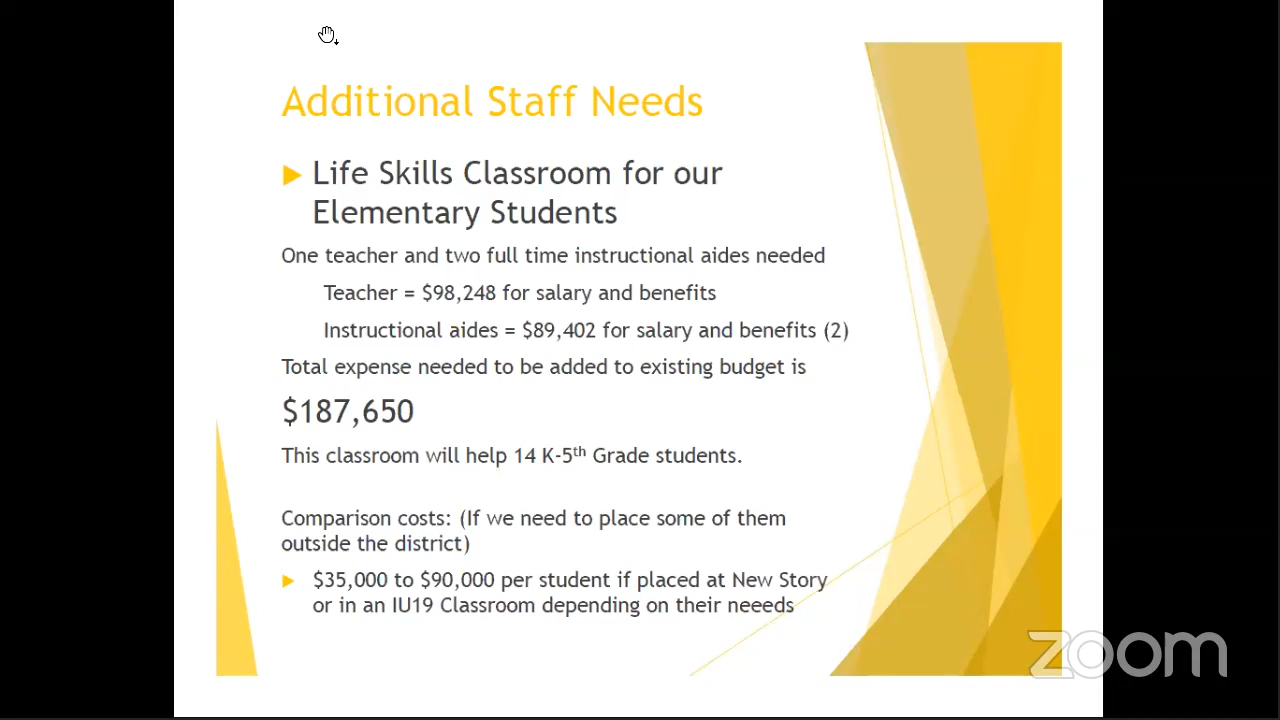 Additional Staff Needs
Life Skills Classroom for our
Elementary Students
One teacher and two full time instructional aides needed
Teacher = $98,248 for salary and benefits
Instructional aides = $89,402 for salary and benefits (2)
Total expense needed to be added to existing budget is
$187,650
This classroom will help 14 K-5th Grade students.
Comparison costs: (If we need to place some of them
outside the district)
$35,000 to $90,000 per student if placed at New Story
or in an IU19 Classroom depending on their needs
zoom